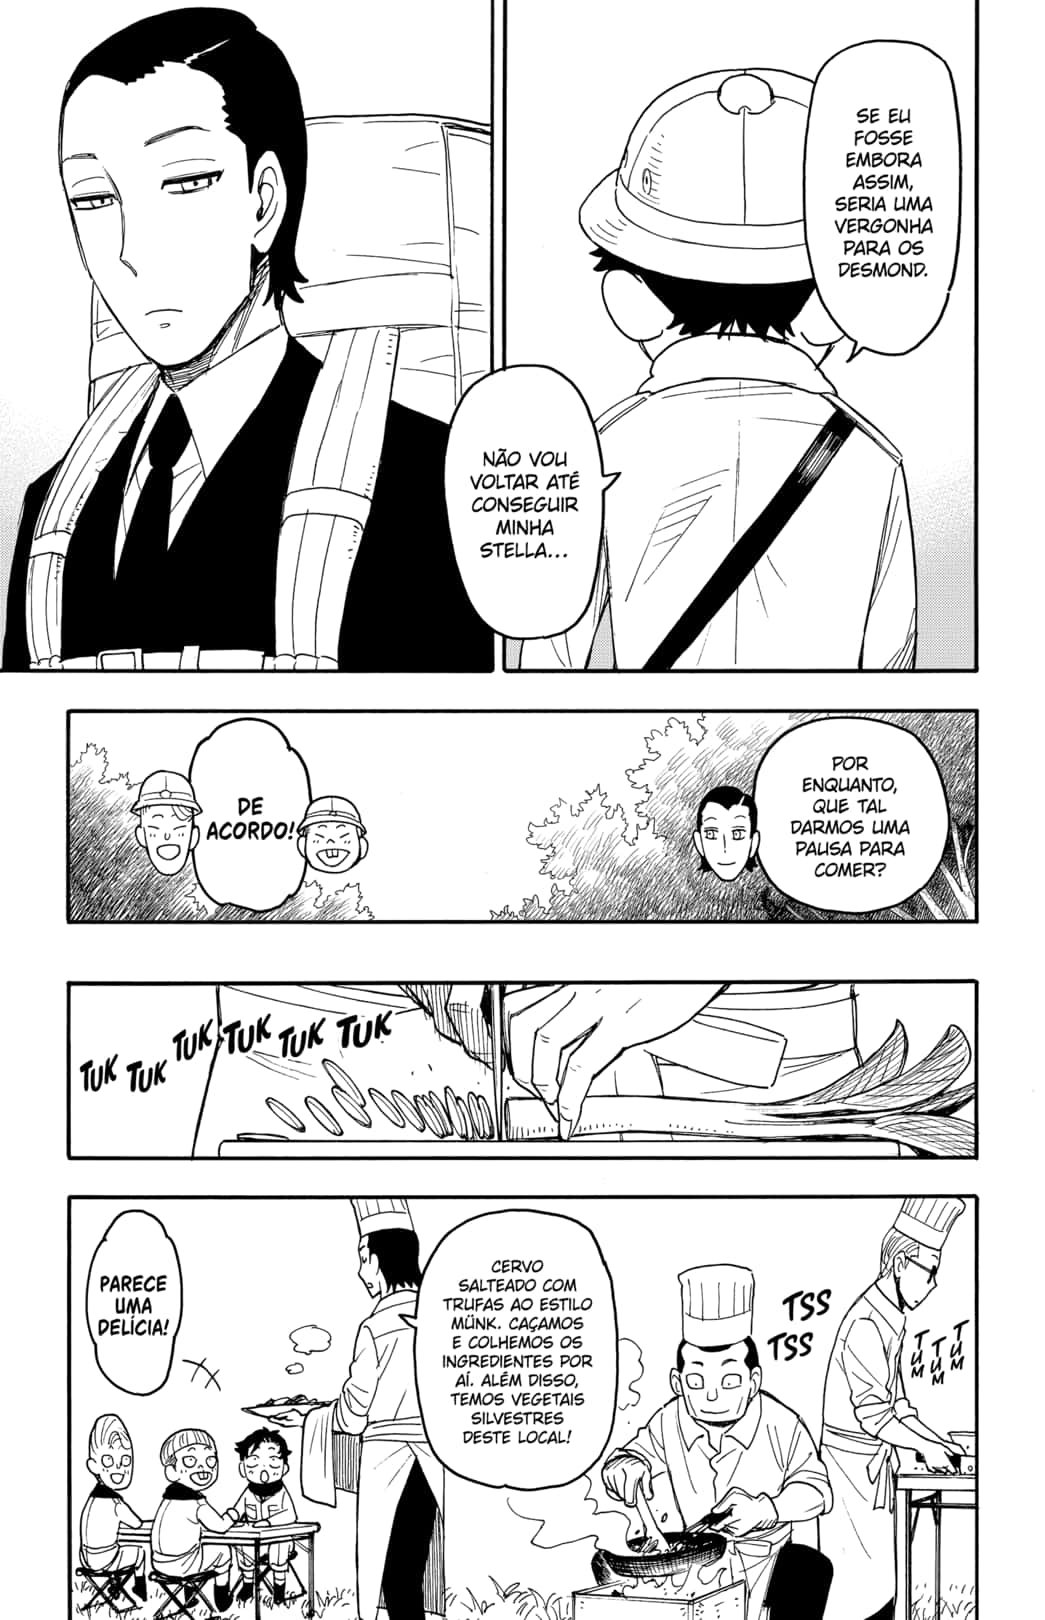 SE EU
FOSSE
EMBORA
ASSIM,
SERIA UMA
VERGONHA
PARA OS
DESMOND.
NÃO VOU
VOLTAR ATÉ
CONSEGUIR
MINHA
STELLA...
POR
ENQUANTO,
QUE TAL
DARMOS UMA
PAUSA PARA
COMER?
DE
ACORDO!
TUK TUK TUK TUK TUK TUK
CERVO
SALTEADO COM
TRUFAS AO ESTILO
MÜNK. CAÇAMOS
E COLHEMOS OS
INGREDIENTES POR
AÍ. ALÉM DISSO,
TEMOS VEGETAIS
SILVESTRES
DESTE LOCAL!
TSS
TSS
TUM
TUM
TUM
PARECE
UMA
DELÍCIA!